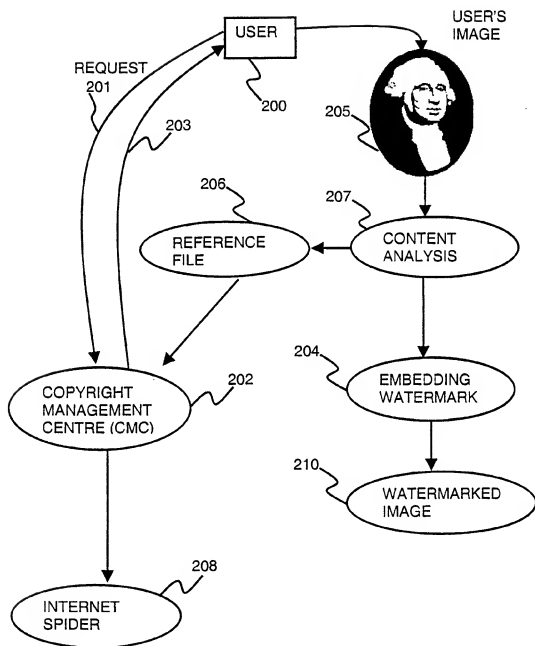 USER
USER'S
IMAGE
REQUEST
201
200
203
205
206
207
REFERENCE
FILE
CONTENT
ANALYSIS
204
202
EMBEDDING
WATERMARK
COPYRIGHT
MANAGEMENT
CENTRE (CMC)
210
WATERMARKED
IMAGE
208
INTERNET
SPIDER